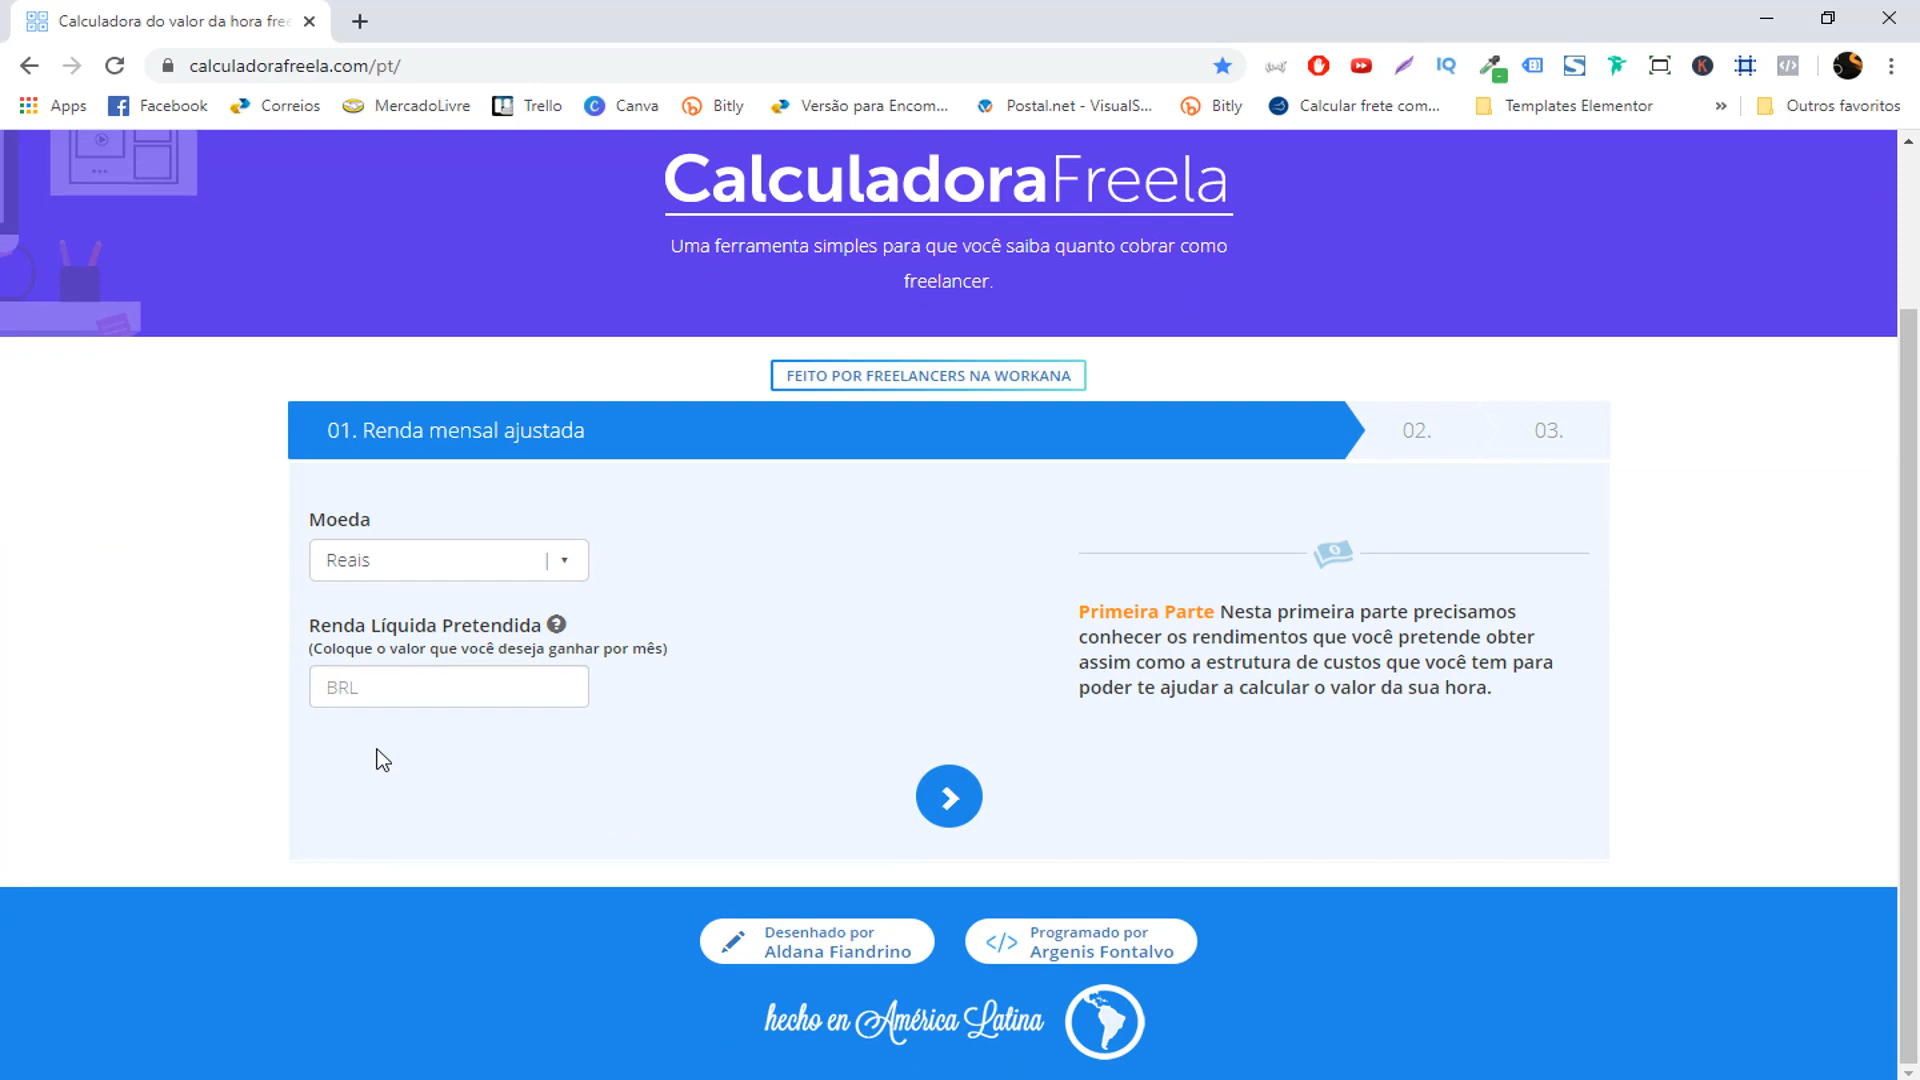 Calculadora do valor da hora free
calculadorafreela.com/pt/
IQ
K
Apps
Facebook
Correios
MercadoLivre
Trello
Canva
Bitly
Versão para Encom...
Postal.net - VisualS...
Bitly
Calcular frete com...
Templates Elementor
»
Outros favoritos
CalculadoraFreela
Uma ferramenta simples para que você saiba quanto cobrar como
freelancer.
FEITO POR FREELANCERS NA WORKANA
01. Renda mensal ajustada
02.
03.
Moeda
Reais
Renda Líquida Pretendida ?
(Coloque o valor que você deseja ganhar por mês)
BRL
Primeira Parte Nesta primeira parte precisamos
conhecer os rendimentos que você pretende obter
assim como a estrutura de custos que você tem para
poder te ajudar a calcular o valor da sua hora.
Desenhado por
Aldana Fiandrino
</> Programado por
Argenis Fontalvo
hecho en América Latina